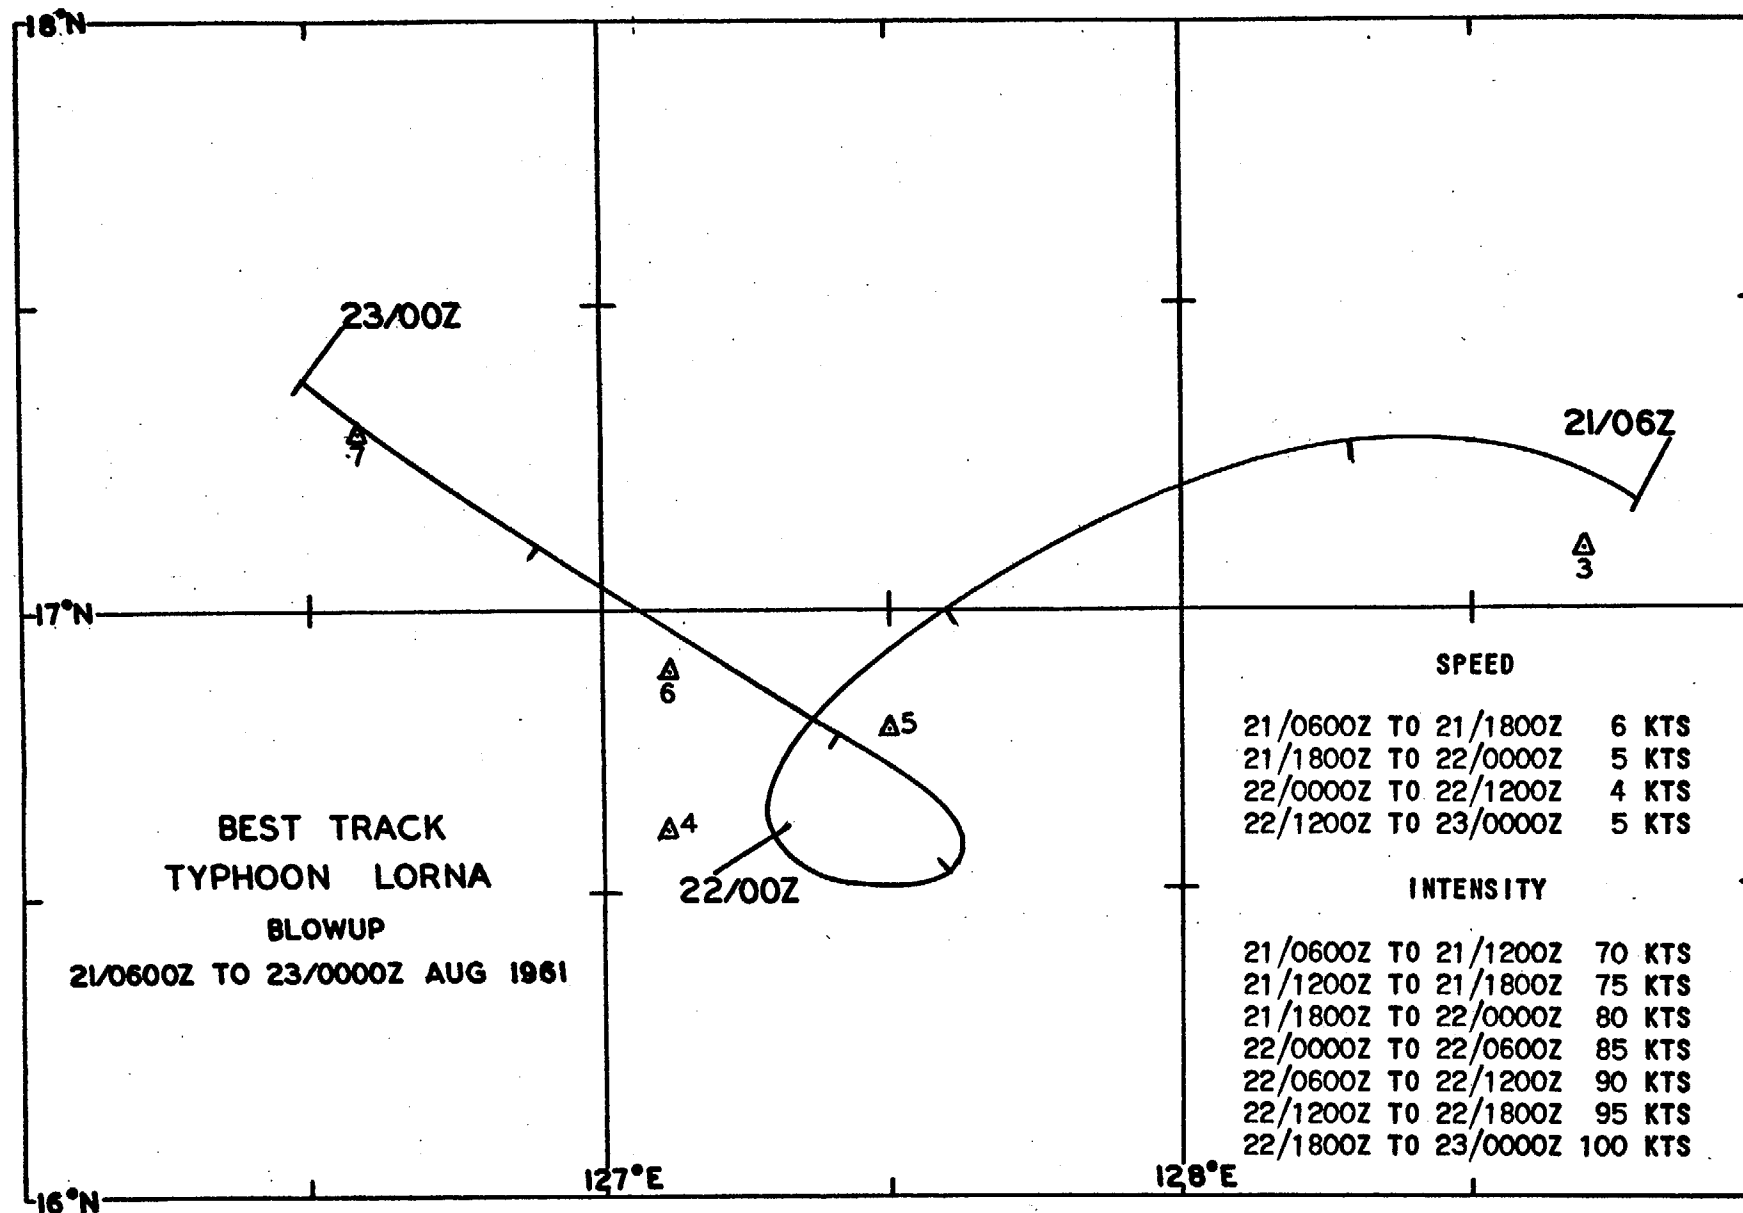 18°N
23/00Z
21/06Z
7
3
17°N
6
5
4
22/00Z
SPEED
21/0600Z TO 21/1800Z 6 KTS
21/1800Z TO 22/0000Z 5 KTS
22/0000Z TO 22/1200Z 4 KTS
22/1200Z TO 23/0000Z 5 KTS
BEST TRACK
TYPHOON LORNA
BLOWUP
21/0600Z TO 23/0000Z AUG 1961
INTENSITY
21/0600Z TO 21/1200Z 70 KTS
21/1200Z TO 21/1800Z 75 KTS
21/1800Z TO 22/0000Z 80 KTS
22/0000Z TO 22/0600Z 85 KTS
22/0600Z TO 22/1200Z 90 KTS
22/1200Z TO 22/1800Z 95 KTS
22/1800Z TO 23/0000Z 100 KTS
127°E
128°E
16°N